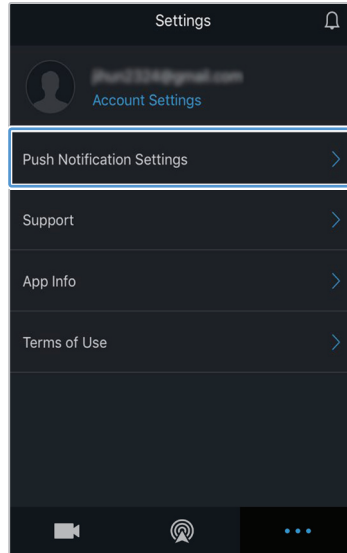 Settings
Account Settings
Push Notification Settings
Support
App Info
Terms of Use